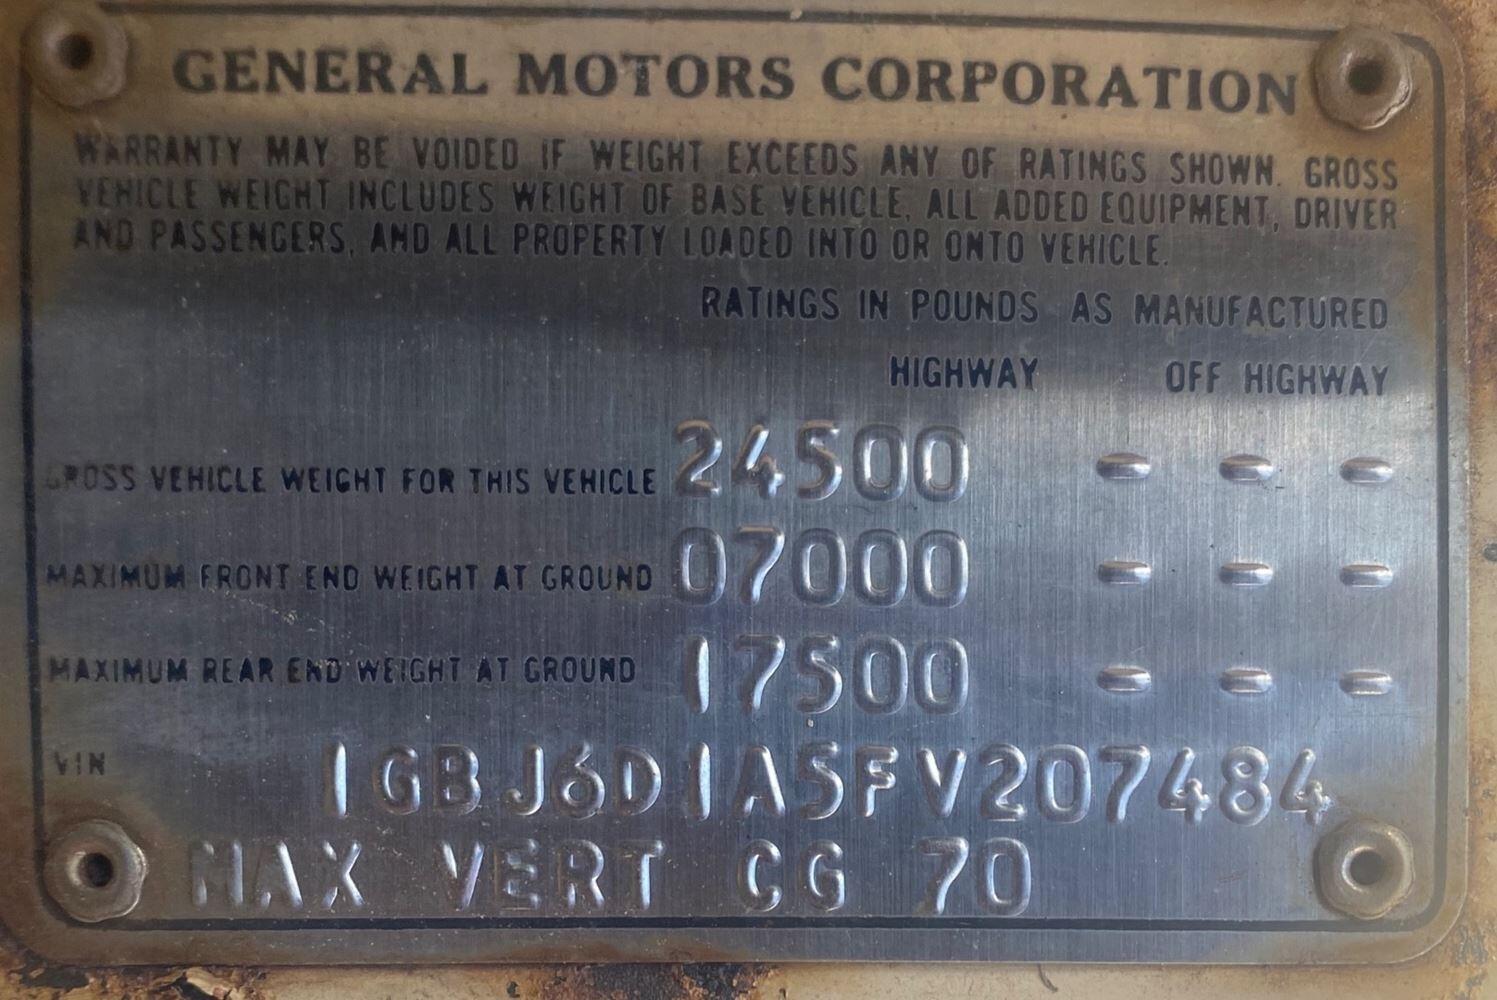 GENERAL MOTORS CORPORATION
WARRANTY MAY BE VOIDED IF WEIGHT EXCEEDS ANY OF RATINGS SHOWN. GROSS
VEHICLE WEIGHT INCLUDES WEIGHT OF BASE VEHICLE, ALL ADDED EQUIPMENT, DRIVER
AND PASSENGERS, AND ALL PROPERTY LOADED INTO OR ONTO VEHICLE.
RATINGS IN POUNDS AS MANUFACTURED
HIGHWAY OFF HIGHWAY
GROSS VEHICLE WEIGHT FOR THIS VEHICLE 24500 - - -
MAXIMUM FRONT END WEIGHT AT GROUND 07000 - - -
MAXIMUM REAR END WEIGHT AT GROUND 17500 - - -
VIN 1GBJ6D1A5FV207484
MAX VERT CG 70